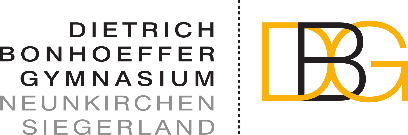 DIETRICH
BONHOEFFER
GYMNASIUM
NEUNKIRCHEN
SIEGERLAND
DBG